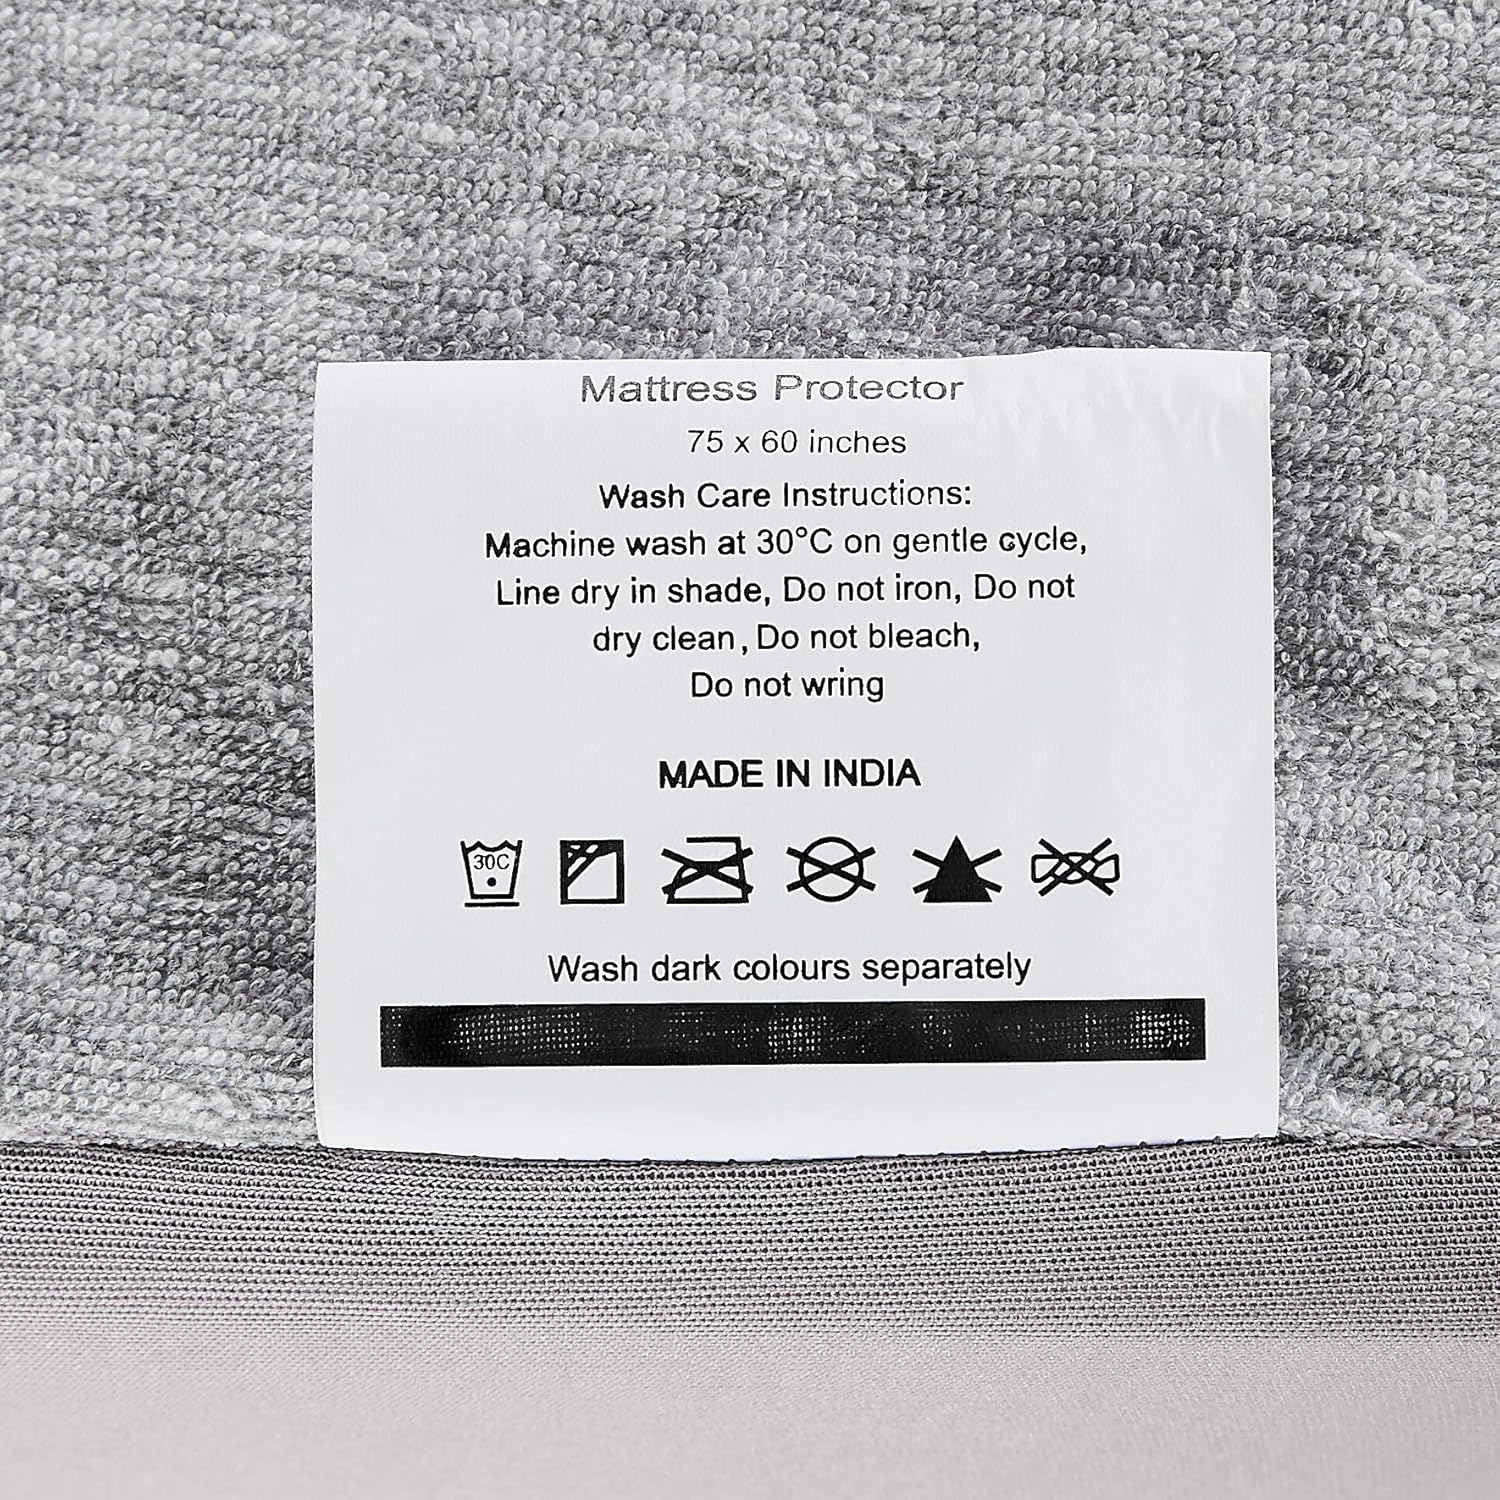 Mattress Protector
75 x 60 inches
Wash Care Instructions:
Machine wash at 30°C on gentle cycle,
Line dry in shade, Do not iron, Do not
dry clean, Do not bleach,
Do not wring
MADE IN INDIA
30C
Wash dark colours separately